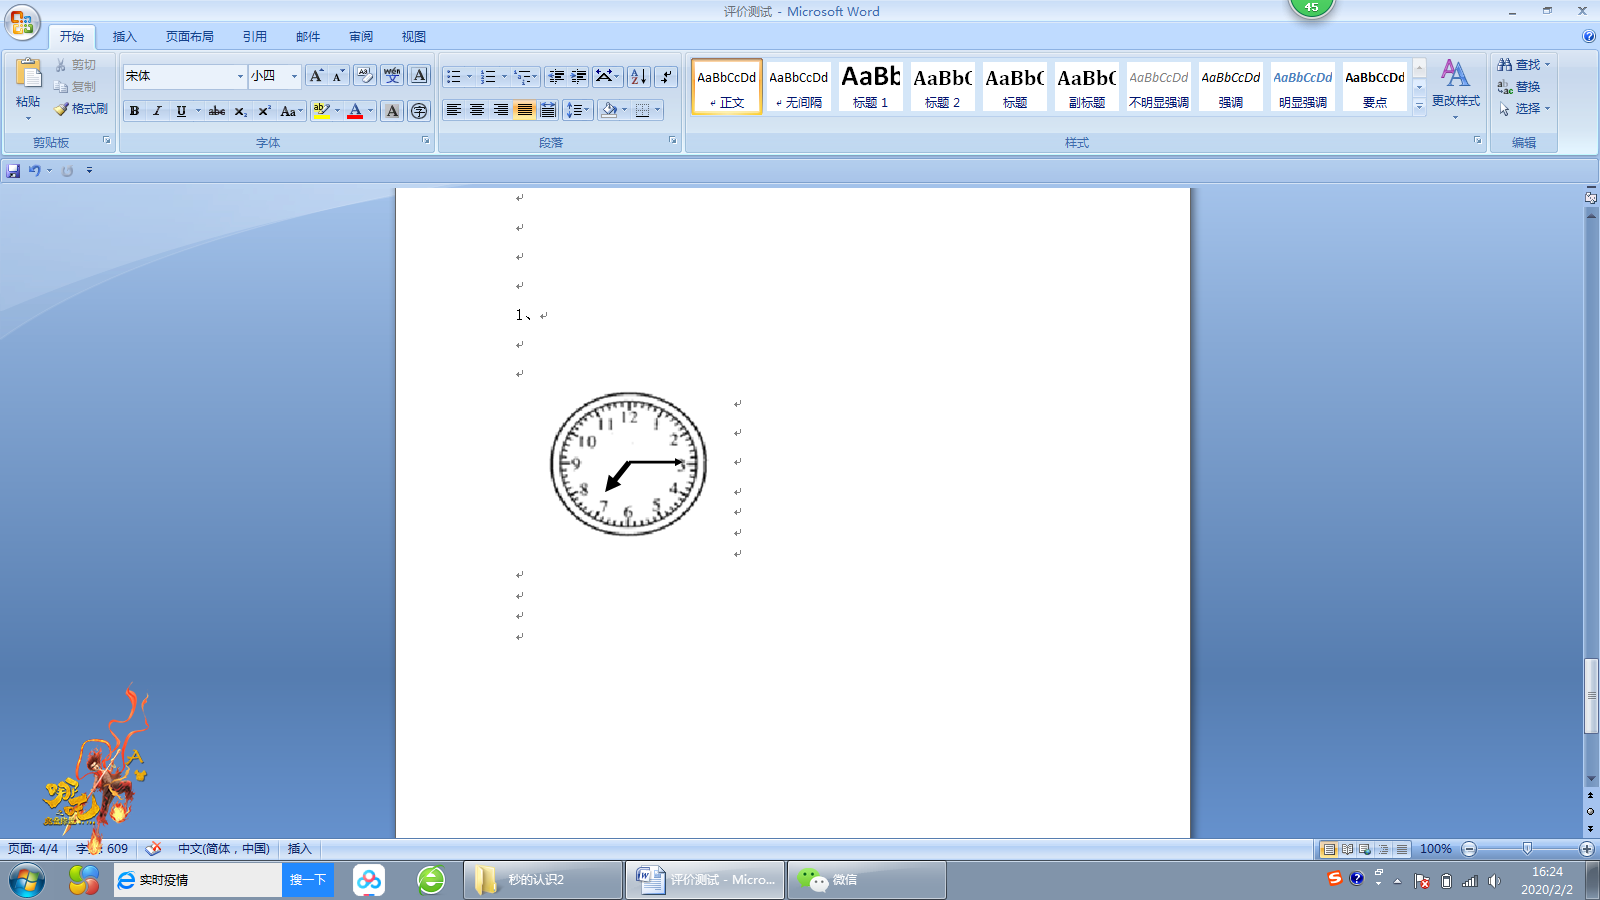 评价测试 - Microsoft Word
45
开始 插入 页面布局 引用 邮件 审阅 视图
粘贴
剪切
复制
格式刷
剪贴板
宋体 小四
字体
段落
AaBbCcDd AaBbCcDd AaBb AaBbC AaBbC AaBbC AaBbCcDd AaBbCcDd AaBbCcDd AaBbCcDd
正文 无间隔 标题 1 标题 2 标题 副标题 不明显强调 强调 明显强调 要点
更改样式
样式
查找
替换
选择
编辑
1、
12
11 1
10 2
9 3
8 4
7 5
6
页面: 4/4 609 中文(简体，中国) 插入
100%
实时疫情 搜一下
秒的认识2
评价测试 - Micro...
微信
16:24
2020/2/2